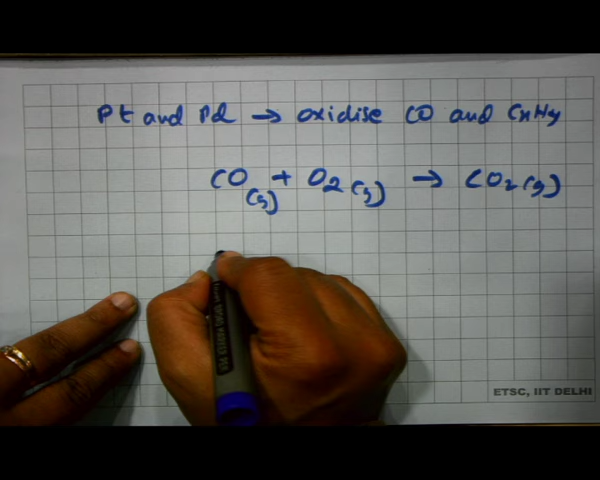 Pt and Pd → oxidise CO and CxHy
CO(g) + O2(g) → CO2(g)
ETSC, IIT DELHI